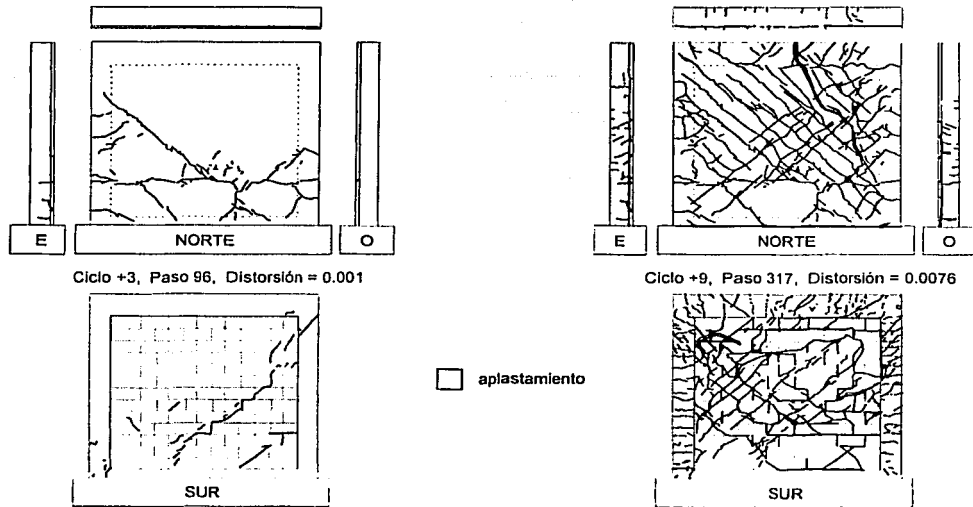 E
NORTE
O
Ciclo +3, Paso 96, Distorsión = 0.001
SUR
aplastamiento
E
NORTE
O
Ciclo +9, Paso 317, Distorsión = 0.0076
SUR